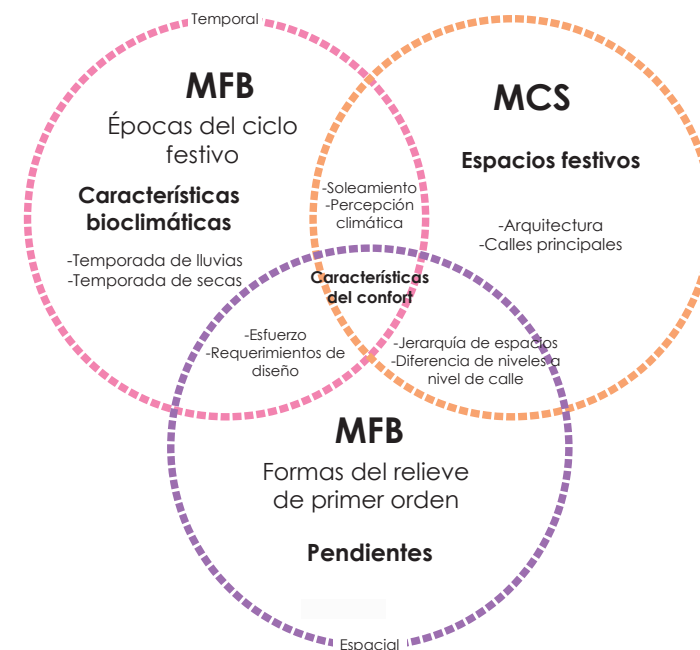 Temporal
MFB
Épocas del ciclo
festivo
Características
bioclimáticas
-Temporada de lluvias
-Temporada de secas
MCS
Espacios festivos
-Arquitectura
-Calles principales
-Soleamiento
-Percepción
climática
Características
del confort
-Esfuerzo
-Requerimientos de
diseño
-Jerarquía de espacios
-Diferencia de niveles a
nivel de calle
MFB
Formas del relieve
de primer orden
Pendientes
Espacial